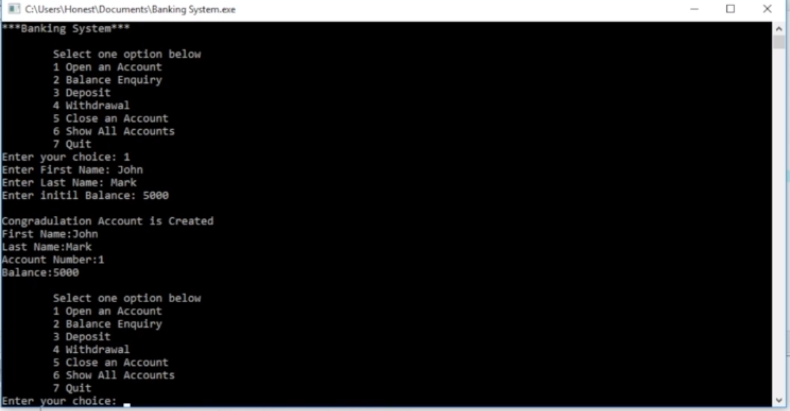 C:\Users\Honest\Documents\Banking System.exe
***Banking System***
Select one option below
1 Open an Account
2 Balance Enquiry
3 Deposit
4 Withdrawal
5 Close an Account
6 Show All Accounts
7 Quit
Enter your choice: 1
Enter First Name: John
Enter Last Name: Mark
Enter initil Balance: 5000
Congradulation Account is Created
First Name:John
Last Name:Mark
Account Number:1
Balance:5000
Select one option below
1 Open an Account
2 Balance Enquiry
3 Deposit
4 Withdrawal
5 Close an Account
6 Show All Accounts
7 Quit
Enter your choice: